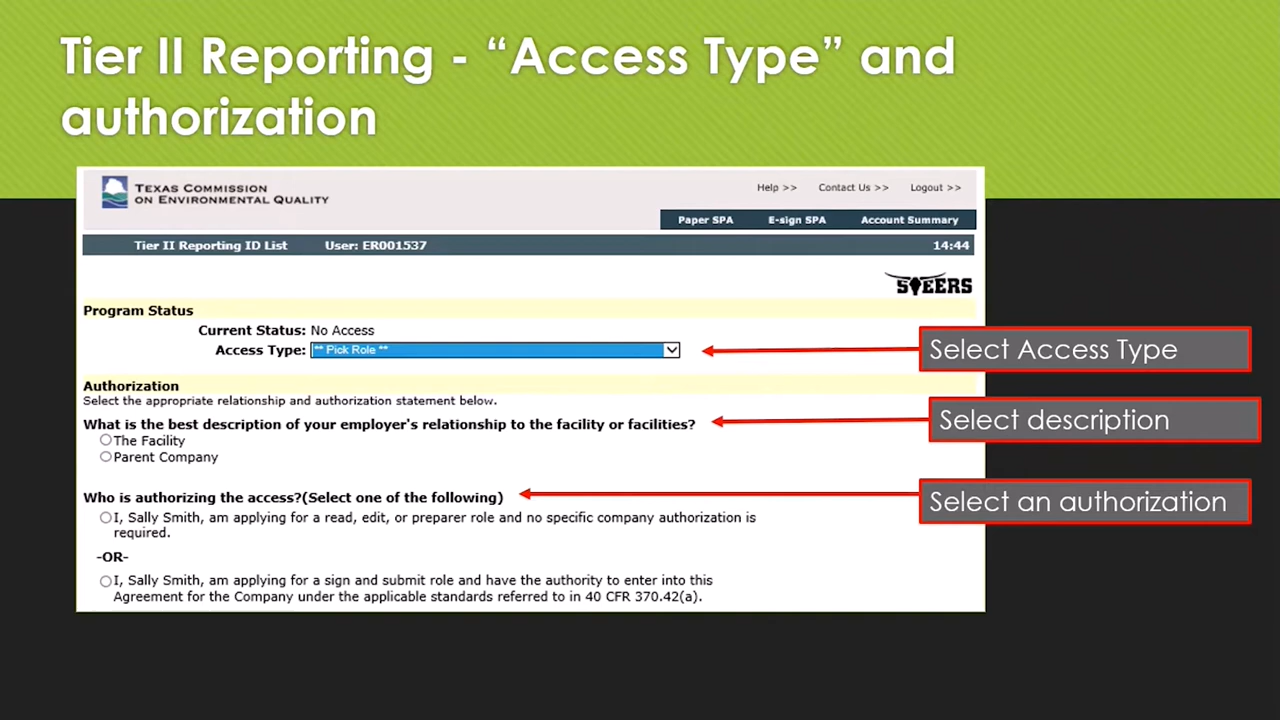 Tier II Reporting - “Access Type” and
authorization
TEXAS COMMISSION
ON ENVIRONMENTAL QUALITY
Help >> Contact Us >> Logout >>
Paper SPA E-sign SPA Account Summary
Tier II Reporting ID List User: ER001537 14:44
STEERS
Program Status
Current Status: No Access
Access Type: ** Pick Role **
Select Access Type
Authorization
Select the appropriate relationship and authorization statement below.
What is the best description of your employer's relationship to the facility or facilities?
Select description
The Facility
Parent Company
Who is authorizing the access?(Select one of the following)
Select an authorization
I, Sally Smith, am applying for a read, edit, or preparer role and no specific company authorization is
required.
-OR-
I, Sally Smith, am applying for a sign and submit role and have the authority to enter into this
Agreement for the Company under the applicable standards referred to in 40 CFR 370.42(a).